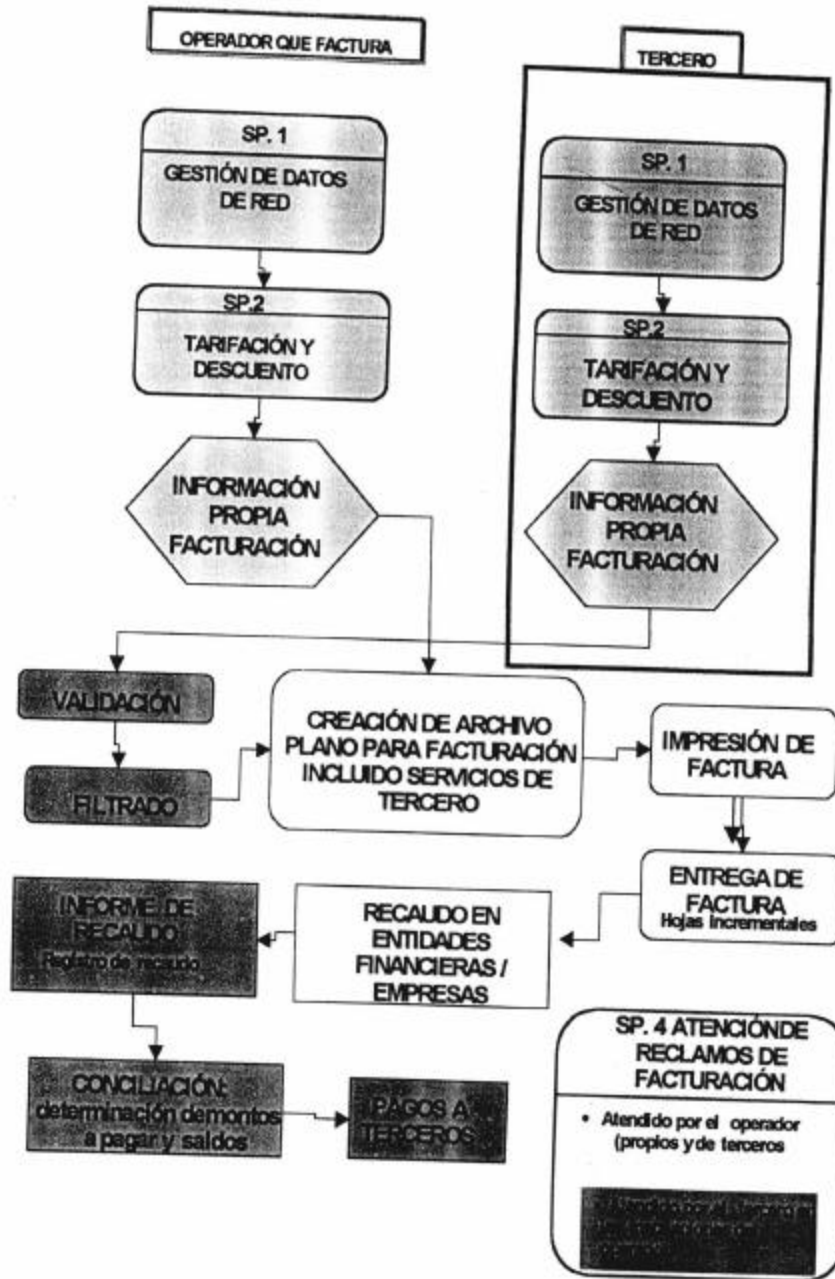 OPERADOR QUE FACTURA
TERCERO
SP. 1
GESTIÓN DE DATOS
DE RED
SP.2
TARIFACIÓN Y
DESCUENTO
INFORMACIÓN
PROPIA
FACTURACIÓN
SP. 1
GESTIÓN DE DATOS
DE RED
SP.2
TARIFACIÓN Y
DESCUENTO
INFORMACIÓN
PROPIA
FACTURACIÓN
VALIDACIÓN
FILTRADO
CREACIÓN DE ARCHIVO
PLANO PARA FACTURACIÓN
INCLUIDO SERVICIOS DE
TERCERO
IMPRESIÓN DE
FACTURA
ENTREGA DE
FACTURA
Hojas Incrementales
RECAUDO EN
ENTIDADES
FINANCIERAS /
EMPRESAS
INFORME DE
RECAUDO
Registro de recaudo
CONCILIACIÓN:
determinación demontos
a pagar y saldos
PAGOS A
TERCEROS
SP. 4 ATENCIÓNDE
RECLAMOS DE
FACTURACIÓN
• Atendido por el operador
(propios y de terceros
por el